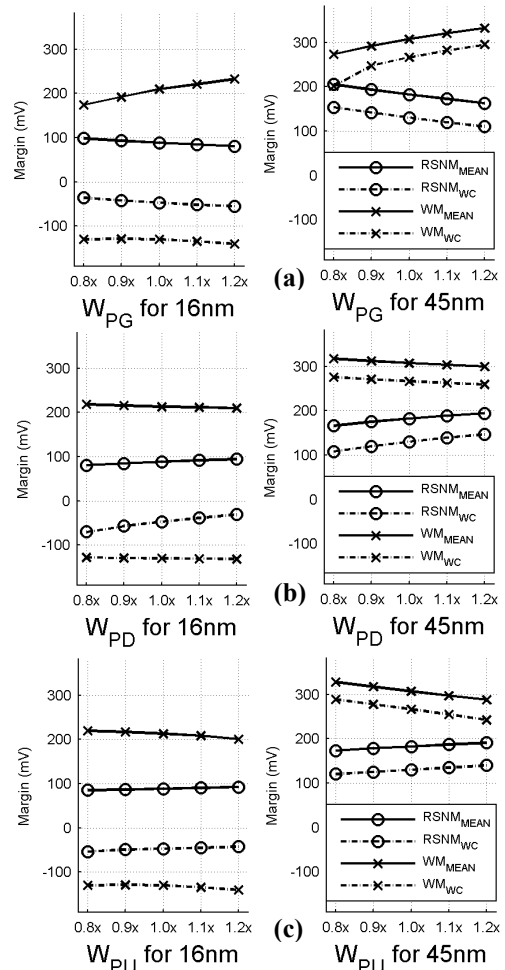 Margin (mV)
300
200
100
0
-100
0.8x 0.9x 1.0x 1.1x 1.2x
W_PG for 16nm
(a)
Margin (mV)
300
200
100
0
-100
RSNM_MEAN
RSNM_WC
WM_MEAN
WM_WC
0.8x 0.9x 1.0x 1.1x 1.2x
W_PG for 45nm
Margin (mV)
300
200
100
0
-100
0.8x 0.9x 1.0x 1.1x 1.2x
W_PD for 16nm
(b)
Margin (mV)
300
200
100
0
-100
RSNM_MEAN
RSNM_WC
WM_MEAN
WM_WC
0.8x 0.9x 1.0x 1.1x 1.2x
W_PD for 45nm
Margin (mV)
300
200
100
0
-100
0.8x 0.9x 1.0x 1.1x 1.2x
W_PU for 16nm
(c)
Margin (mV)
300
200
100
0
-100
RSNM_MEAN
RSNM_WC
WM_MEAN
WM_WC
0.8x 0.9x 1.0x 1.1x 1.2x
W_PU for 45nm